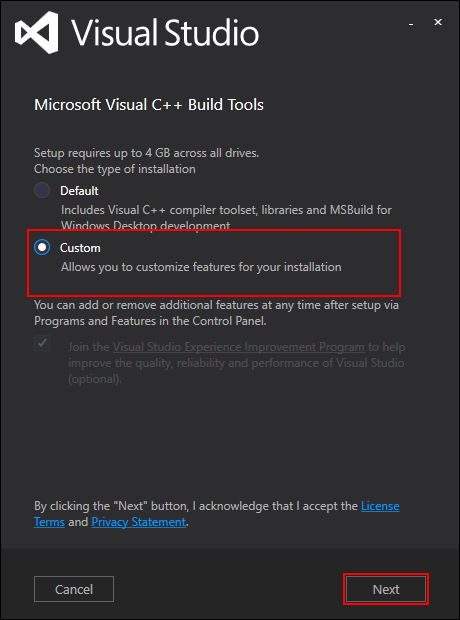 Visual Studio
Microsoft Visual C++ Build Tools
Setup requires up to 4 GB across all drives.
Choose the type of installation
Default
Includes Visual C++ compiler toolset, libraries and MSBuild for
Windows Desktop development.
Custom
Allows you to customize features for your installation
You can add or remove additional features at any time after setup via
Programs and Features in the Control Panel.
Join the Visual Studio Experience Improvement Program to help
improve the quality, reliability and performance of Visual Studio
(optional).
By clicking the "Next" button, I acknowledge that I accept the License
Terms and Privacy Statement.
Cancel
Next